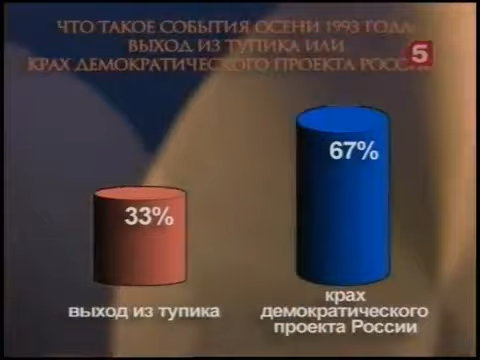 ЧТО ТАКОЕ СОБЫТИЯ ОСЕНИ 1993 ГОДА:
ВЫХОД ИЗ ТУПИКА ИЛИ
КРАХ ДЕМОКРАТИЧЕСКОГО ПРОЕКТА РОССИИ
5
33%
67%
выход из тупика
крах
демократического
проекта России